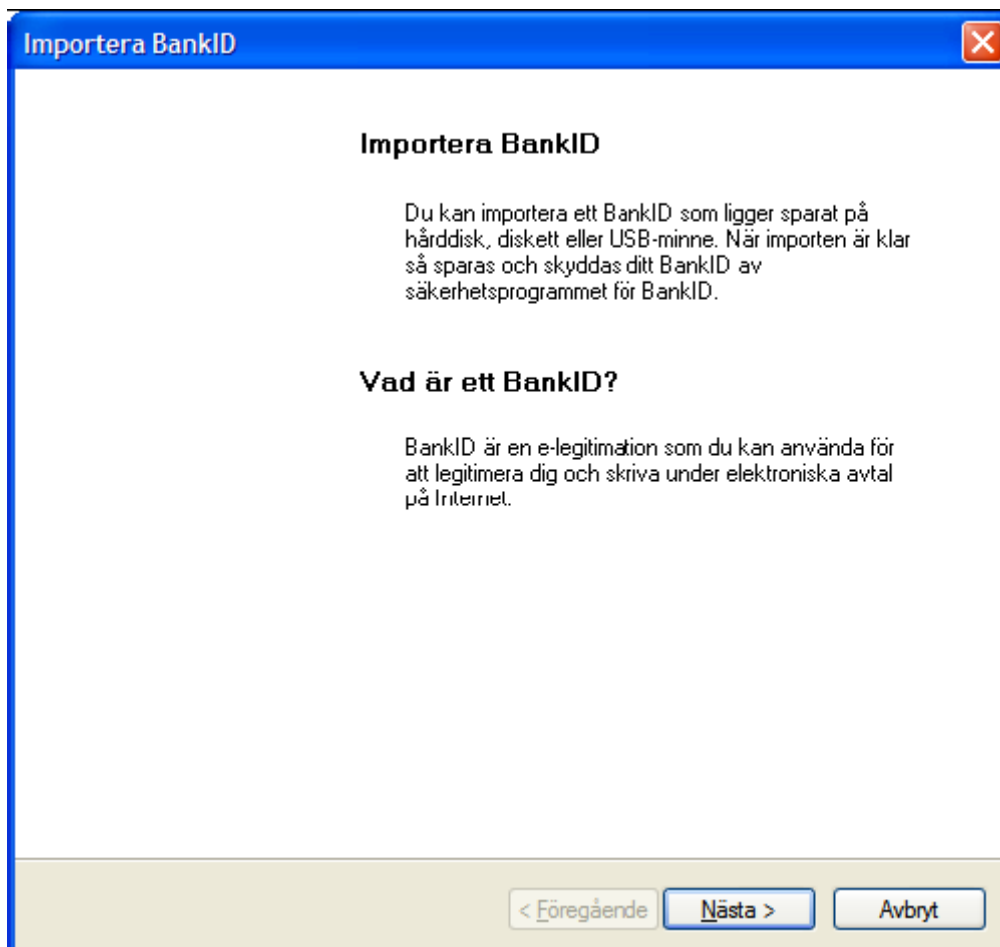 Importera BankID
Importera BankID
Du kan importera ett BankID som ligger sparat på
hårddisk, diskett eller USB-minne. När importen är klar
så sparas och skyddas ditt BankID av
säkerhetsprogrammet för BankID.
Vad är ett BankID?
BankID är en e-legitimation som du kan använda för
att legitimera dig och skriva under elektroniska avtal
på Internet.
< Föregående
Nästa >
Avbryt